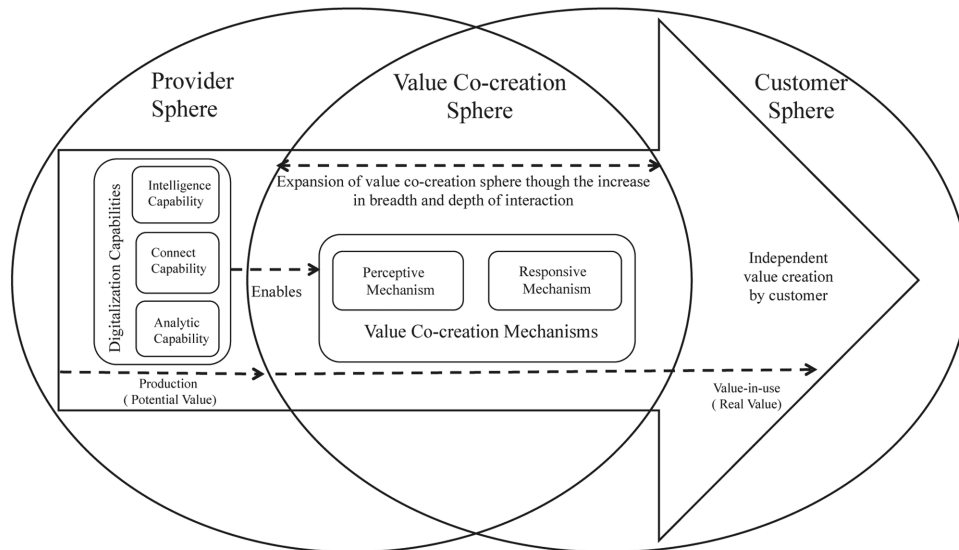 Provider
Sphere
Value Co-creation
Sphere
Customer
Sphere
Digitalization Capabilities
Intelligence
Capability
Connect
Capability
Analytic
Capability
Expansion of value co-creation sphere though the increase
in breadth and depth of interaction
Enables
Perceptive
Mechanism
Responsive
Mechanism
Value Co-creation Mechanisms
Independent
value creation
by customer
Production
( Potential Value)
Value-in-use
( Real Value)